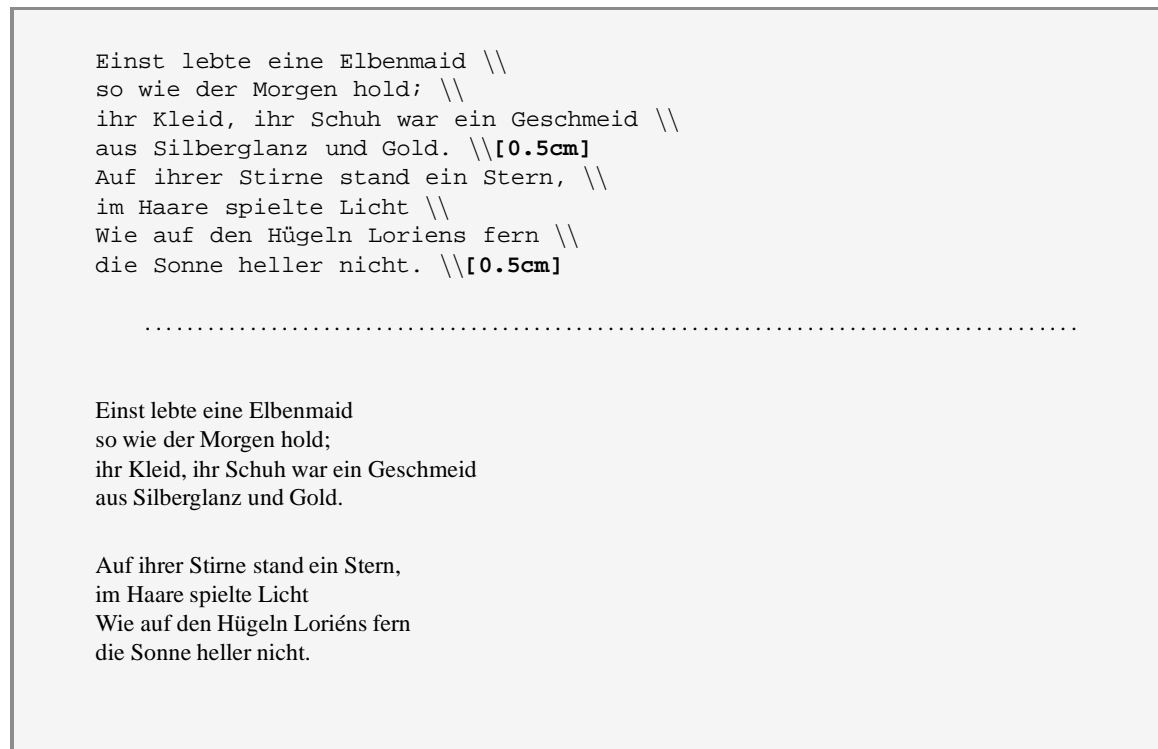 Einst lebte eine Elbenmaid \\
so wie der Morgen hold; \\
ihr Kleid, ihr Schuh war ein Geschmeid \\
aus Silberglanz und Gold. \\[0.5cm]
Auf ihrer Stirne stand ein Stern, \\
im Haare spielte Licht \\
Wie auf den Hügeln Loriens fern \\
die Sonne heller nicht. \\[0.5cm]
Einst lebte eine Elbenmaid
so wie der Morgen hold;
ihr Kleid, ihr Schuh war ein Geschmeid
aus Silberglanz und Gold.
Auf ihrer Stirne stand ein Stern,
im Haare spielte Licht
Wie auf den Hügeln Loriéns fern
die Sonne heller nicht.